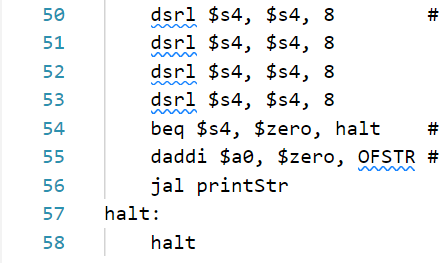 50 dsrl $s4, $s4, 8 #
51 dsrl $s4, $s4, 8
52 dsrl $s4, $s4, 8
53 dsrl $s4, $s4, 8
54 beq $s4, $zero, halt #
55 daddi $a0, $zero, OFSTR #
56 jal printStr
57 halt:
58 halt